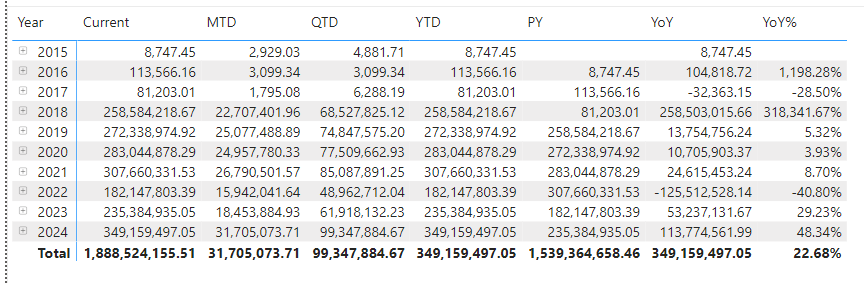 Year Current MTD QTD YTD PY YoY YoY%
2015 8,747.45 2,929.03 4,881.71 8,747.45 8,747.45
2016 113,566.16 3,099.34 3,099.34 113,566.16 8,747.45 104,818.72 1,198.28%
2017 81,203.01 1,795.08 6,288.19 81,203.01 113,566.16 -32,363.15 -28.50%
2018 258,584,218.67 22,707,401.96 68,527,825.12 258,584,218.67 81,203.01 258,503,015.66 318,341.67%
2019 272,338,974.92 25,077,488.89 74,847,575.20 272,338,974.92 258,584,218.67 13,754,756.24 5.32%
2020 283,044,878.29 24,957,780.33 77,509,662.93 283,044,878.29 272,338,974.92 10,705,903.37 3.93%
2021 307,660,331.53 26,790,501.57 85,087,891.25 307,660,331.53 283,044,878.29 24,615,453.24 8.70%
2022 182,147,803.39 15,942,041.64 48,962,712.04 182,147,803.39 307,660,331.53 -125,512,528.14 -40.80%
2023 235,384,935.05 18,453,884.93 61,918,132.23 235,384,935.05 182,147,803.39 53,237,131.67 29.23%
2024 349,159,497.05 31,705,073.71 99,347,884.67 349,159,497.05 235,384,935.05 113,774,561.99 48.34%
Total 1,888,524,155.51 31,705,073.71 99,347,884.67 349,159,497.05 1,539,364,658.46 349,159,497.05 22.68%